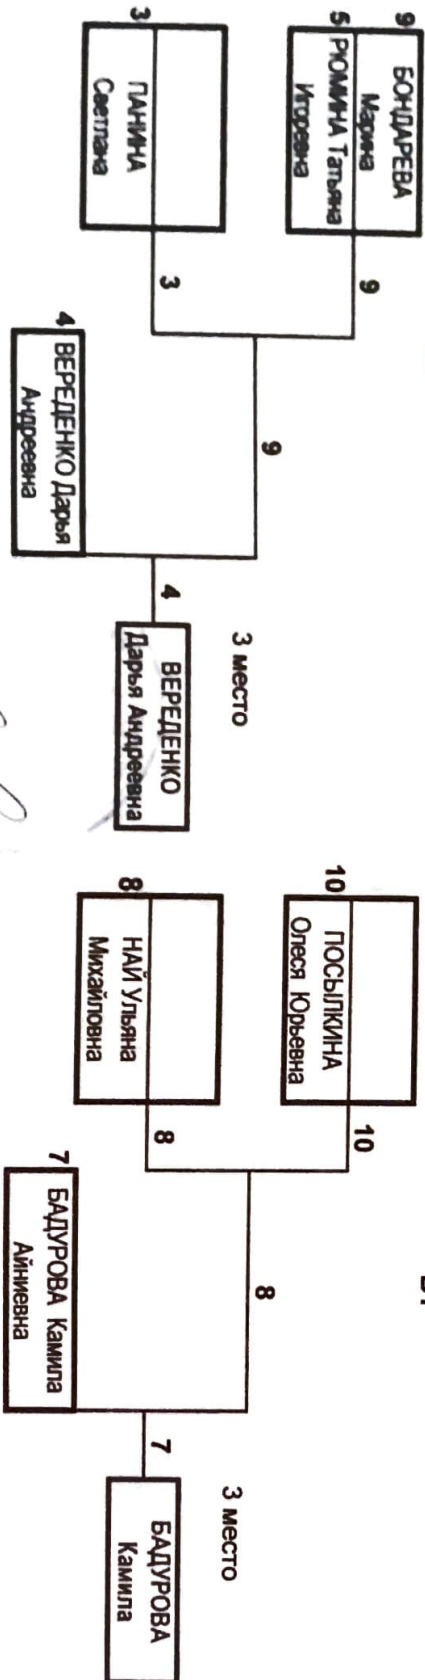 9 БОНДАРЕВА
Марина
5 РЮМИНА Татьяна
Игоревна
9
3
ПАНИНА
Светлана
3
9
4 ВЕРЕДЕНКО Дарья
Андреевна
4
3 место
ВЕРЕДЕНКО
Дарья Андреевна
10
ПОСЫЛКИНА
Олеся Юрьевна
10
8
НАЙ Ульяна
Михайловна
8
8
7 БАДУРОВА Камила
Айниевна
7
3 место
БАДУРОВА
Камила